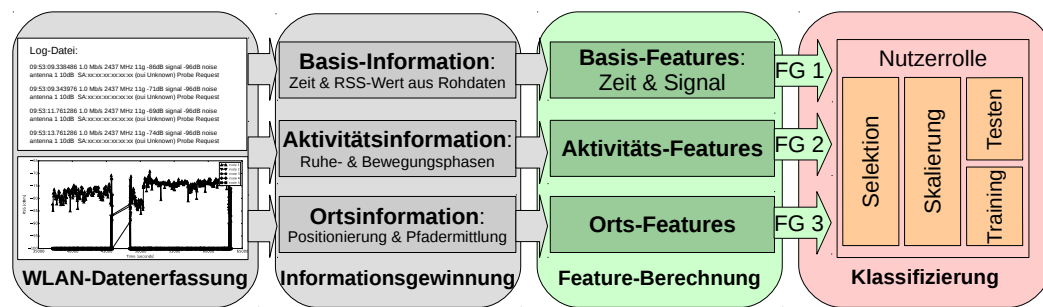 Log-Datei:
09:53:09.338486 1.0 Mb/s 2437 MHz 11g -86dB signal -96dB noise
antenna 1 10dB SA:xx:xx:xx:xx:xx (oui Unknown) Probe Request
09:53:09.343976 1.0 Mb/s 2437 MHz 11g -71dB signal -96dB noise
antenna 1 10dB SA:xx:xx:xx:xx:xx (oui Unknown) Probe Request
09:53:11.761286 1.0 Mb/s 2437 MHz 11g -69dB signal -96dB noise
antenna 1 10dB SA:xx:xx:xx:xx:xx (oui Unknown) Probe Request
09:53:13.761286 1.0 Mb/s 2437 MHz 11g -74dB signal -96dB noise
antenna 1 10dB SA:xx:xx:xx:xx:xx (oui Unknown) Probe Request
Time (seconds)
WLAN-Datenerfassung
Basis-Information:
Zeit & RSS-Wert aus Rohdaten
Aktivitätsinformation:
Ruhe- & Bewegungsphasen
Ortsinformation:
Positionierung & Pfadermittlung
Informationsgewinnung
Basis-Features:
Zeit & Signal
Aktivitäts-Features
Orts-Features
Feature-Berechnung
FG 1
FG 2
FG 3
Nutzerrolle
Selektion
Skalierung
Testen
Training
Klassifizierung